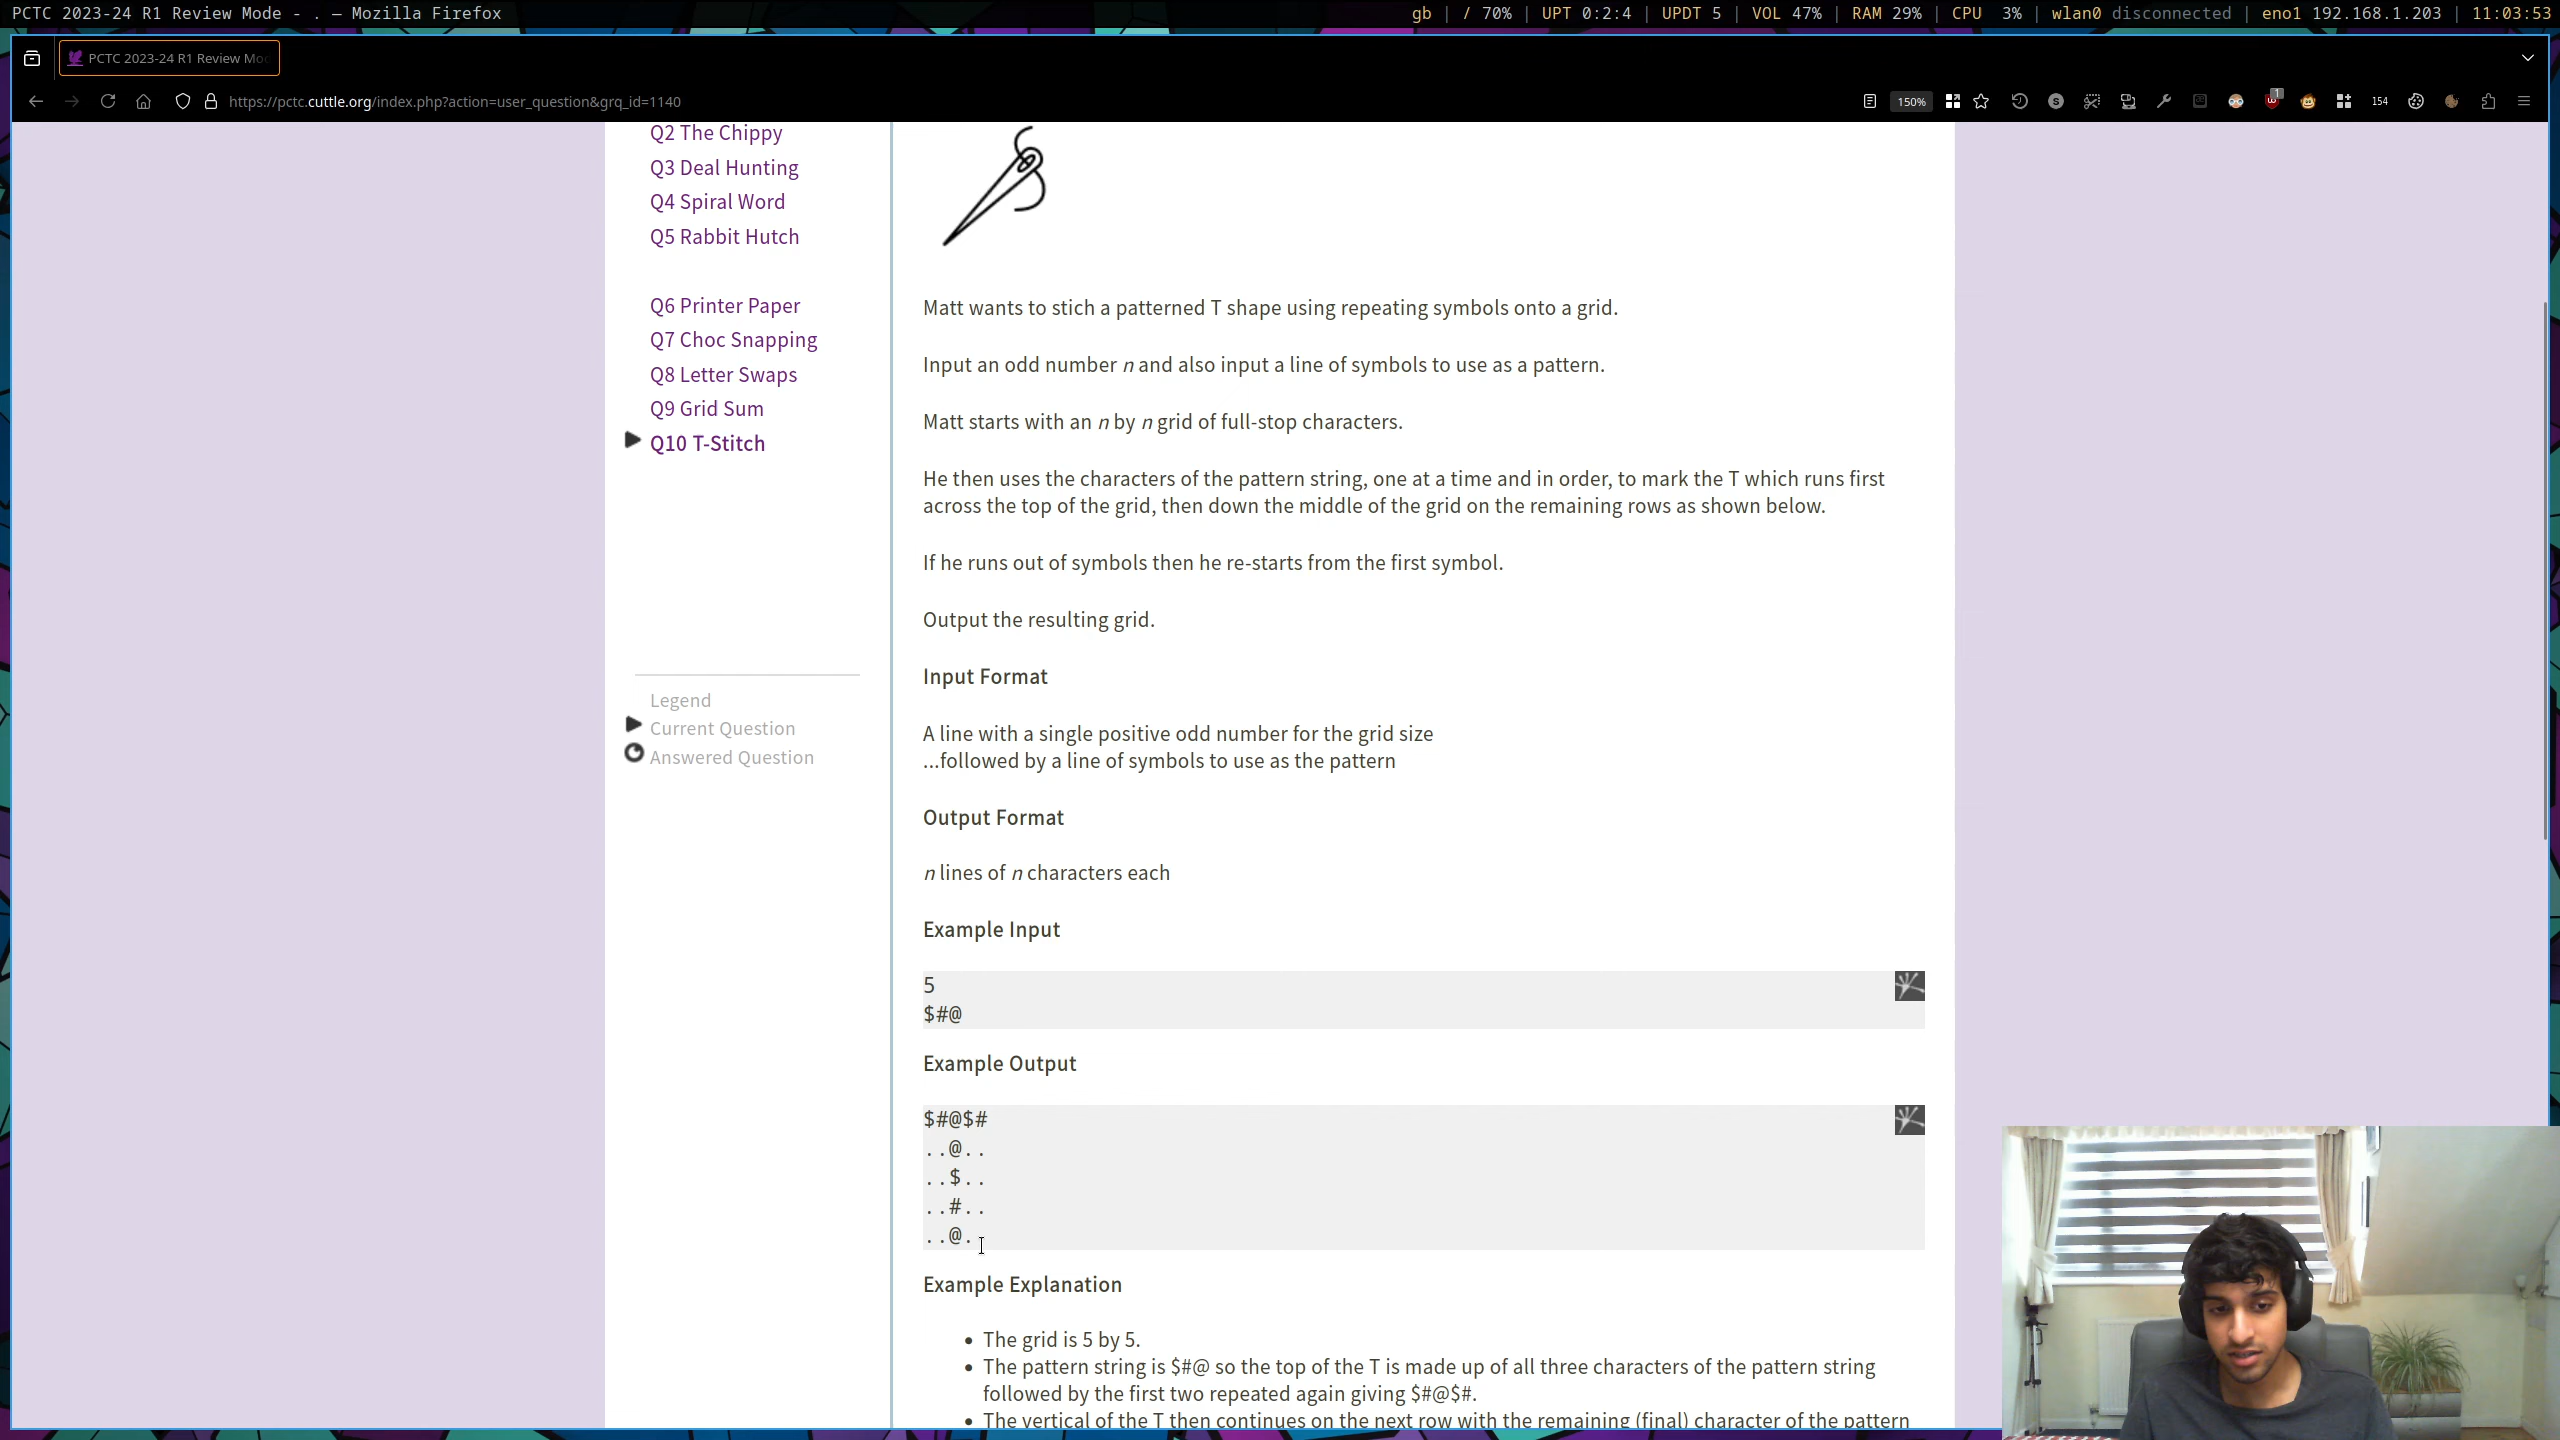 PCTC 2023-24 R1 Review Mode - . — Mozilla Firefox
gb | / 70% | UPT 0:2:4 | UPDT 5 | VOL 47% | RAM 29% | CPU 3% | wlan0 disconnected | eno1 192.168.1.203 | 11:03:53
PCTC 2023-24 R1 Review Mo
https://pctc.cuttle.org/index.php?action=user_question&grq_id=1140
150%
1
154
Q2 The Chippy
Q3 Deal Hunting
Q4 Spiral Word
Q5 Rabbit Hutch
Q6 Printer Paper
Q7 Choc Snapping
Q8 Letter Swaps
Q9 Grid Sum
Q10 T-Stitch
Legend
Current Question
Answered Question
Matt wants to stich a patterned T shape using repeating symbols onto a grid.
Input an odd number n and also input a line of symbols to use as a pattern.
Matt starts with an n by n grid of full-stop characters.
He then uses the characters of the pattern string, one at a time and in order, to mark the T which runs first
across the top of the grid, then down the middle of the grid on the remaining rows as shown below.
If he runs out of symbols then he re-starts from the first symbol.
Output the resulting grid.
Input Format
A line with a single positive odd number for the grid size
...followed by a line of symbols to use as the pattern
Output Format
n lines of n characters each
Example Input
5
$#@
Example Output
$#@$#
..@..
..$..
..#..
..@.
Example Explanation
• The grid is 5 by 5.
• The pattern string is $#@ so the top of the T is made up of all three characters of the pattern string
followed by the first two repeated again giving $#@$#.
• The vertical of the T then continues on the next row with the remaining (final) character of the pattern